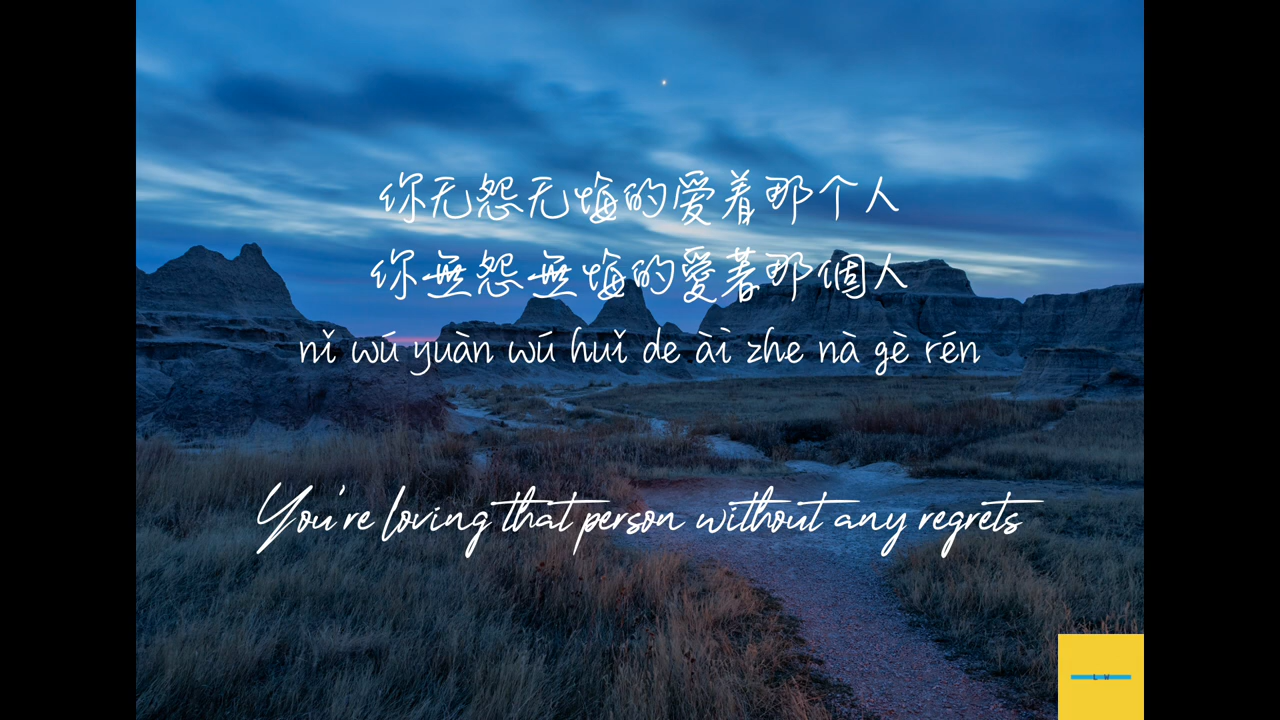 你无怨无悔的爱着那个人
你無怨無悔的愛著那個人
nǐ wú yuàn wú huǐ de ài zhe nà gè rén
You're loving that person without any regrets
L W